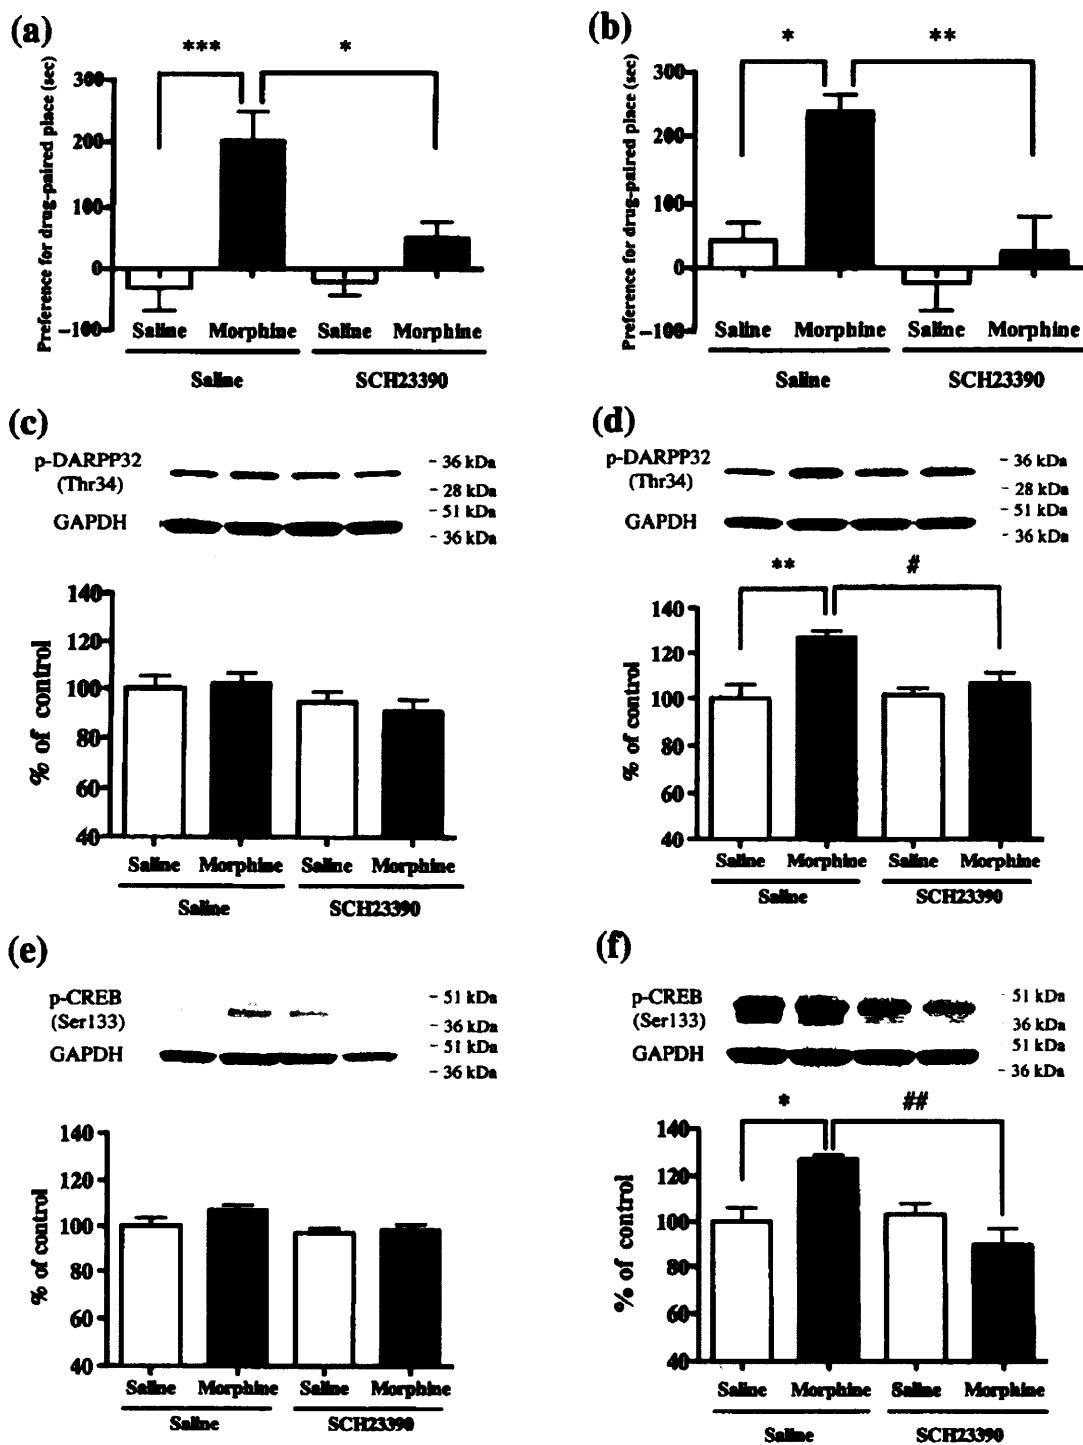 (a)
*** *
Preference for drug-paired place (sec)
300
200
100
0
-100
Saline Morphine Saline Morphine
Saline SCH23390
(b)
* **
Preference for drug-paired place (sec)
300
200
100
0
-100
Saline Morphine Saline Morphine
Saline SCH23390
(c)
p-DARPP32
(Thr34)
GAPDH
- 36 kDa
- 28 kDa
- 51 kDa
- 36 kDa
% of control
140
120
100
80
60
40
Saline Morphine Saline Morphine
Saline SCH23390
(d)
p-DARPP32
(Thr34)
GAPDH
- 36 kDa
- 28 kDa
- 51 kDa
- 36 kDa
** #
% of control
140
120
100
80
60
40
Saline Morphine Saline Morphine
Saline SCH23390
(e)
p-CREB
(Ser133)
GAPDH
- 51 kDa
- 36 kDa
- 51 kDa
- 36 kDa
% of control
140
120
100
80
60
40
Saline Morphine Saline Morphine
Saline SCH23390
(f)
p-CREB
(Ser133)
GAPDH
- 51 kDa
36 kDa
51 kDa
- 36 kDa
* ##
% of control
140
120
100
80
60
40
Saline Morphine Saline Morphine
Saline SCH23390